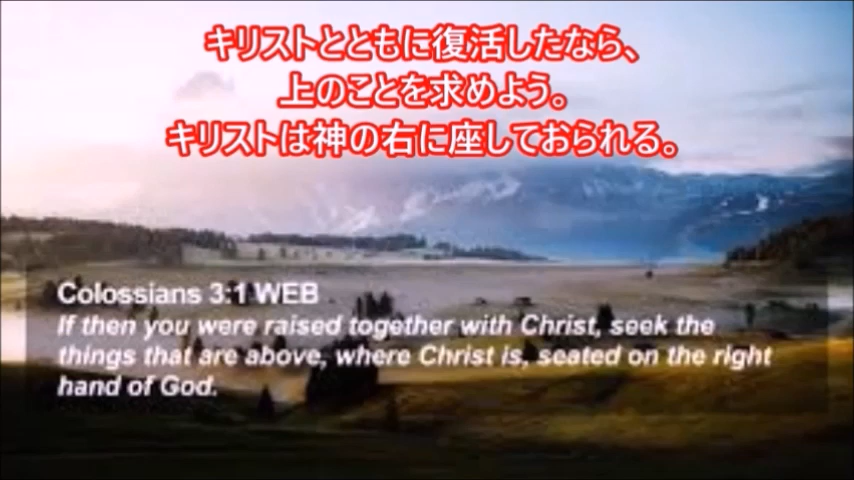 キリストとともに復活したなら、
上のことを求めよう。
キリストは神の右に座しておられる。
Colossians 3:1 WEB
If then you were raised together with Christ, seek the
things that are above, where Christ is, seated on the right
hand of God.